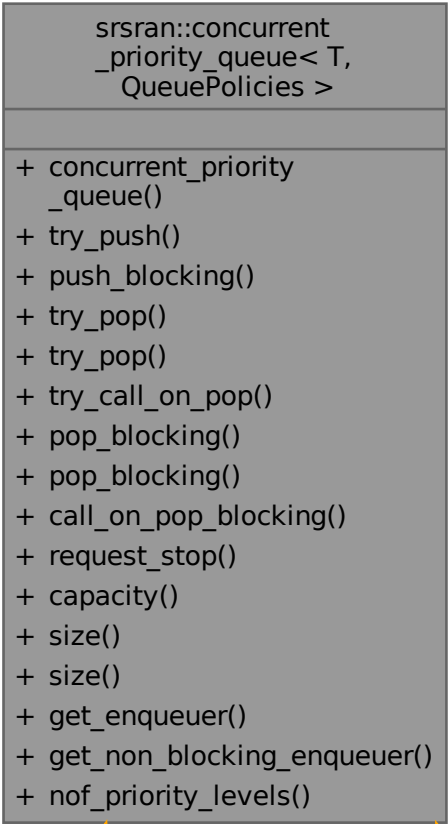 srsran::concurrent
_priority_queue< T,
QueuePolicies >
+ concurrent_priority
_queue()
+ try_push()
+ push_blocking()
+ try_pop()
+ try_pop()
+ try_call_on_pop()
+ pop_blocking()
+ pop_blocking()
+ call_on_pop_blocking()
+ request_stop()
+ capacity()
+ size()
+ size()
+ get_enqueuer()
+ get_non_blocking_enqueuer()
+ nof_priority_levels()